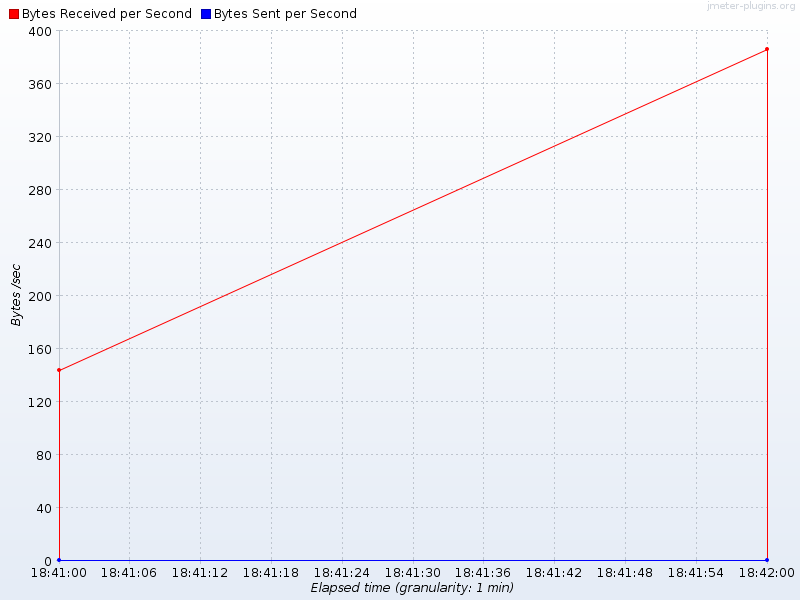 jmeter-plugins.org
Bytes Received per Second Bytes Sent per Second
400
360
320
280
240
200
160
120
80
40
0
Bytes /sec
18:41:00 18:41:06 18:41:12 18:41:18 18:41:24 18:41:30 18:41:36 18:41:42 18:41:48 18:41:54 18:42:00
Elapsed time (granularity: 1 min)